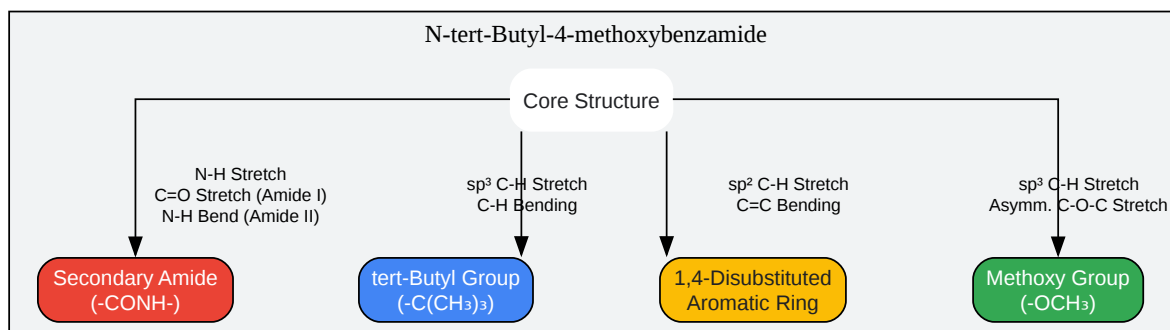 N-tert-Butyl-4-methoxybenzamide
Core Structure
N-H Stretch
C=O Stretch (Amide I)
N-H Bend (Amide II)
sp³ C-H Stretch
C-H Bending
sp² C-H Stretch
C=C Bending
sp³ C-H Stretch
Asymm. C-O-C Stretch
Secondary Amide
(-CONH-)
tert-Butyl Group
(-C(CH₃)₃)
1,4-Disubstituted
Aromatic Ring
Methoxy Group
(-OCH₃)